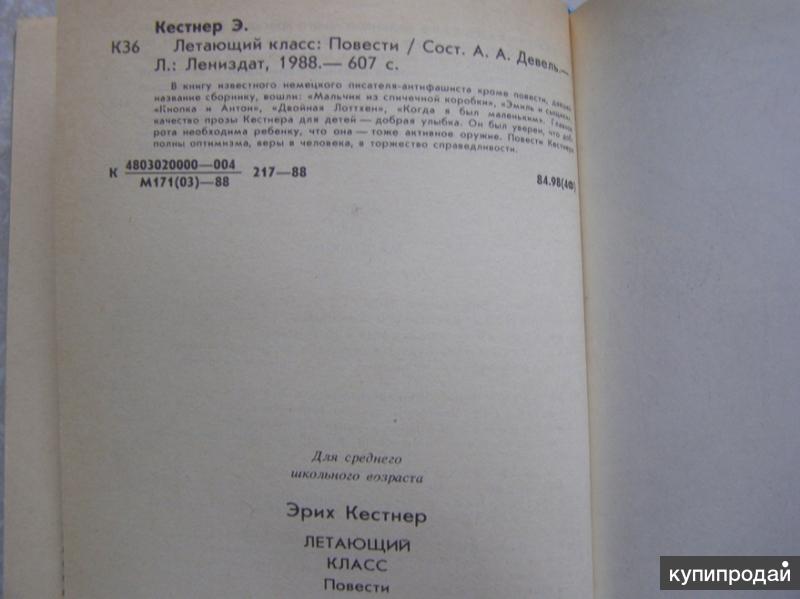 Кестнер Э.
К36 Летающий класс: Повести / Сост. А. А. Девель.—
Л.: Лениздат, 1988.— 607 с.
В книгу известного немецкого писателя-антифашиста кроме повести, давшей
название сборнику, вошли: «Мальчик из спичечной коробки», «Эмиль и сыщики»,
«Кнопка и Антон», «Двойная Лоттхен», «Когда я был маленьким». Главное
качество прозы Кестнера для детей — добрая улыбка. Он был уверен, что доб-
рота необходима ребенку, что она — тоже активное оружие. Повести Кестнера
полны оптимизма, веры в человека, в торжество справедливости.
К 4803020000—004
М171(03)—88 217—88 84.98(4Ф)
Для среднего
школьного возраста
Эрих Кестнер
ЛЕТАЮЩИЙ
КЛАСС
Повести
купипродай